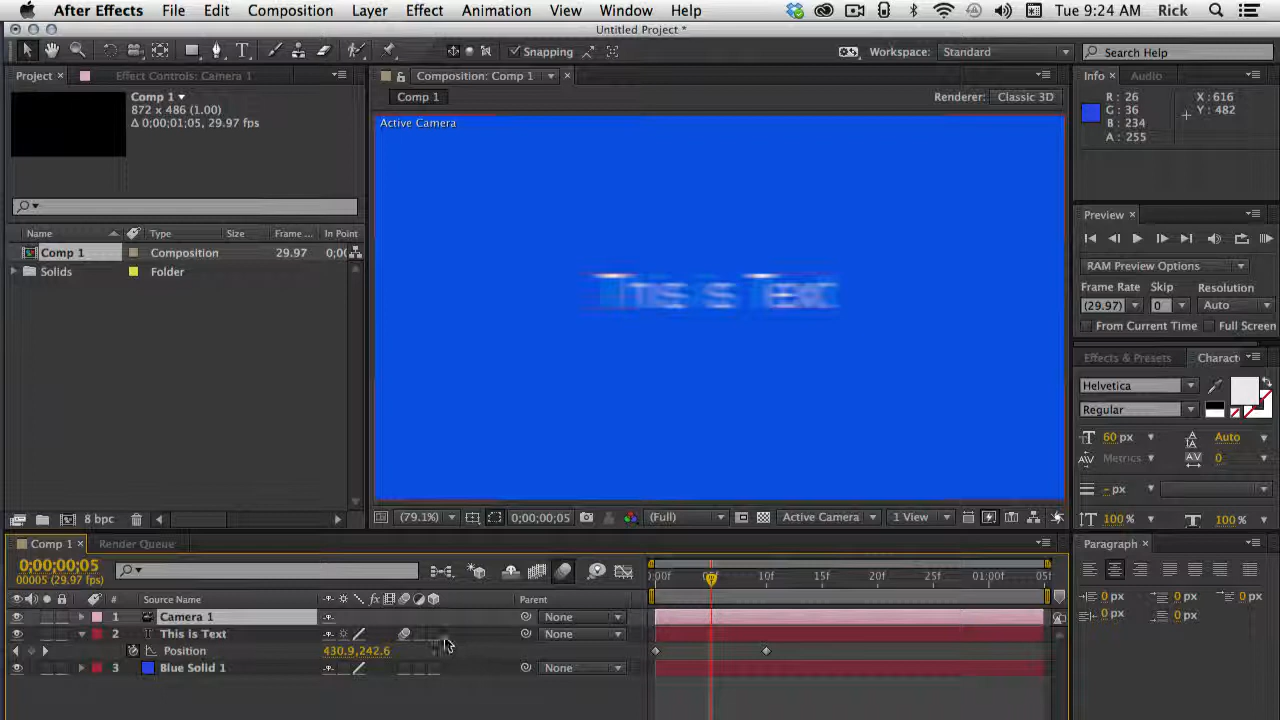 After Effects File Edit Composition Layer Effect Animation View Window Help Tue 9:24 AM Rick
Untitled Project *
Snapping Workspace: Standard Search Help
Project Effect Controls: Camera 1 Composition: Comp 1 Info Audio
Comp 1
872 x 486 (1.00)
Δ 0;00;01;05, 29.97 fps
Comp 1 Renderer: Classic 3D
Active Camera
R : 26
G : 36
B : 234
A : 255
X : 616
Y : 482
Name Type Size Frame ... In Point
Comp 1 Composition 29.97 0;00
Solids Folder
This is Text
Preview
RAM Preview Options
Frame Rate Skip Resolution
(29.97) 0 Auto
From Current Time Full Screen
Effects & Presets Charact
Helvetica
Regular
60 px Auto
Metrics 0
- px
100 % 100 %
8 bpc (79.1%) 0;00;00;05 (Full) Active Camera 1 View
Comp 1 Render Queue
0;00;00;05
00005 (29.97 fps)
:00f 05f 10f 15f 20f 25f 01:00f 05f
# Source Name fx Parent
1 Camera 1 None
2 T This is Text None
Position 430.9,242.6
3 Blue Solid 1 None
Paragraph
0 px 0 px 0 px
0 px 0 px